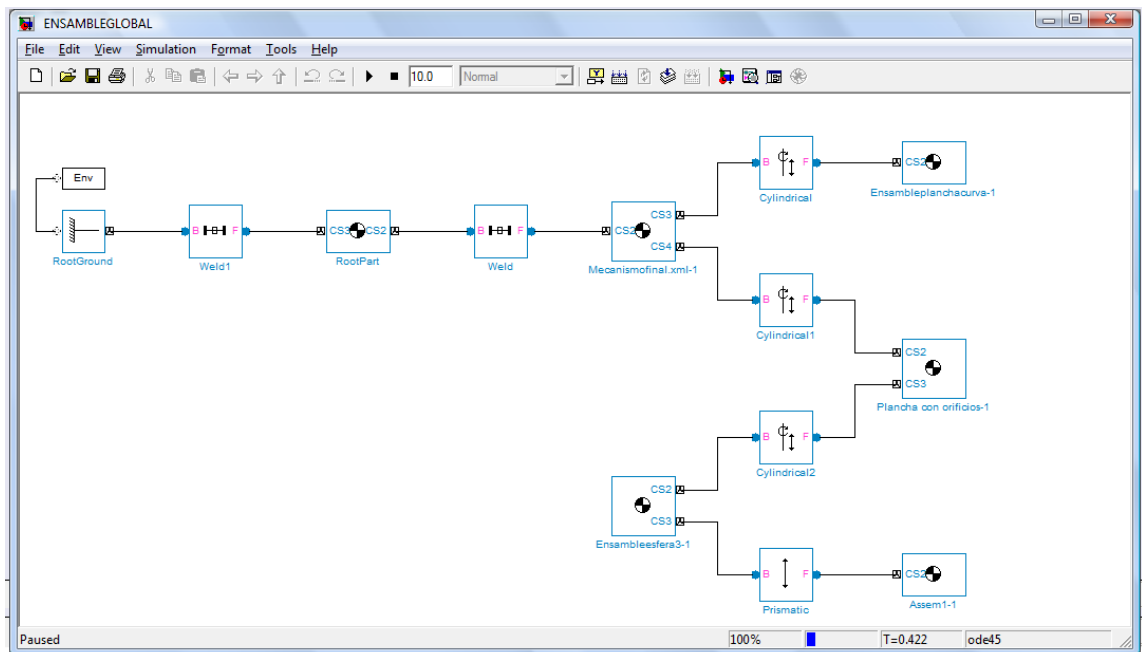 ENSAMBLEGLOBAL
File Edit View Simulation Format Tools Help
10.0 Normal
Env
RootGround
B F
Weld1
CS3 CS2
RootPart
B F
Weld
CS3
CS2
CS4
Mecanismofinal.xml-1
B F
Cylindrical
CS2
Ensambleplanchacurva-1
B F
Cylindrical1
CS2
CS3
Plancha con orificios-1
B F
Cylindrical2
CS2
CS3
Ensambleesfera3-1
B F
Prismatic
CS2
Assem1-1
Paused 100% T=0.422 ode45